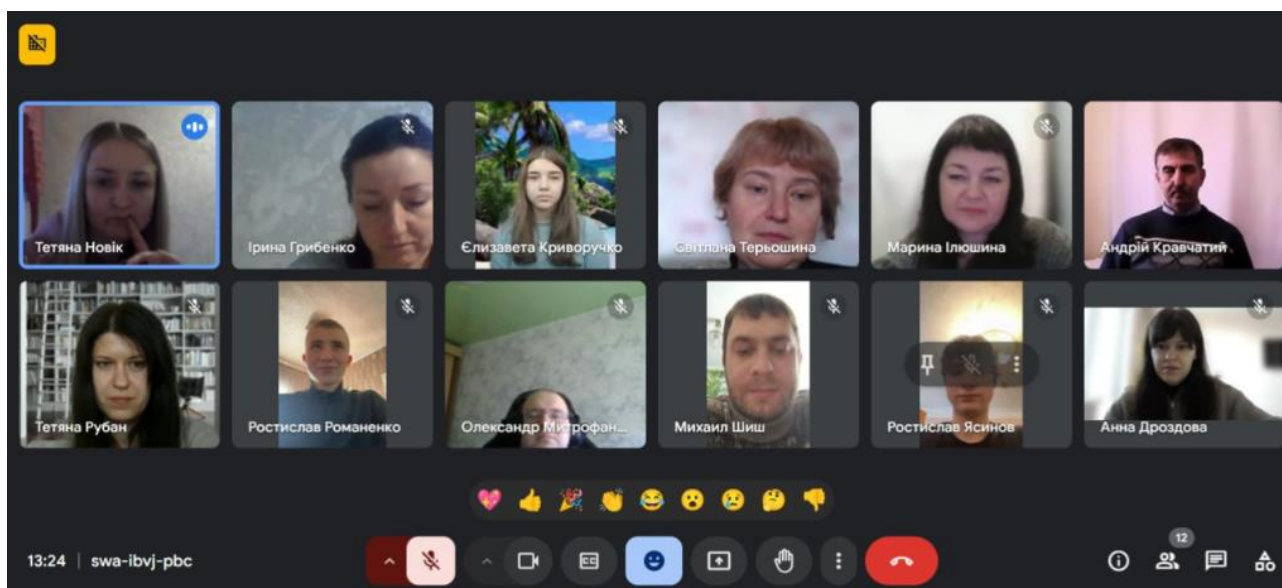 Тетяна Новік
Ірина Грибенко
Єлизавета Криворучко
Світлана Терьошина
Марина Ілюшина
Андрій Кравчатий
Тетяна Рубан
Ростислав Романенко
Олександр Митрофан...
Михаил Шиш
Ростислав Ясинов
Анна Дроздова
13:24 | swa-ibvj-pbc
12